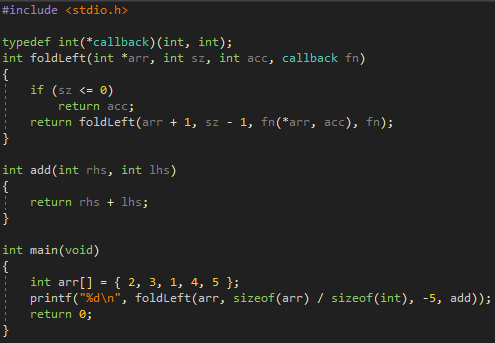 #include <stdio.h>
typedef int(*callback)(int, int);
int foldLeft(int *arr, int sz, int acc, callback fn)
{
    if (sz <= 0)
        return acc;
    return foldLeft(arr + 1, sz - 1, fn(*arr, acc), fn);
}
int add(int rhs, int lhs)
{
    return rhs + lhs;
}
int main(void)
{
    int arr[] = { 2, 3, 1, 4, 5 };
    printf("%d\n", foldLeft(arr, sizeof(arr) / sizeof(int), -5, add));
    return 0;
}